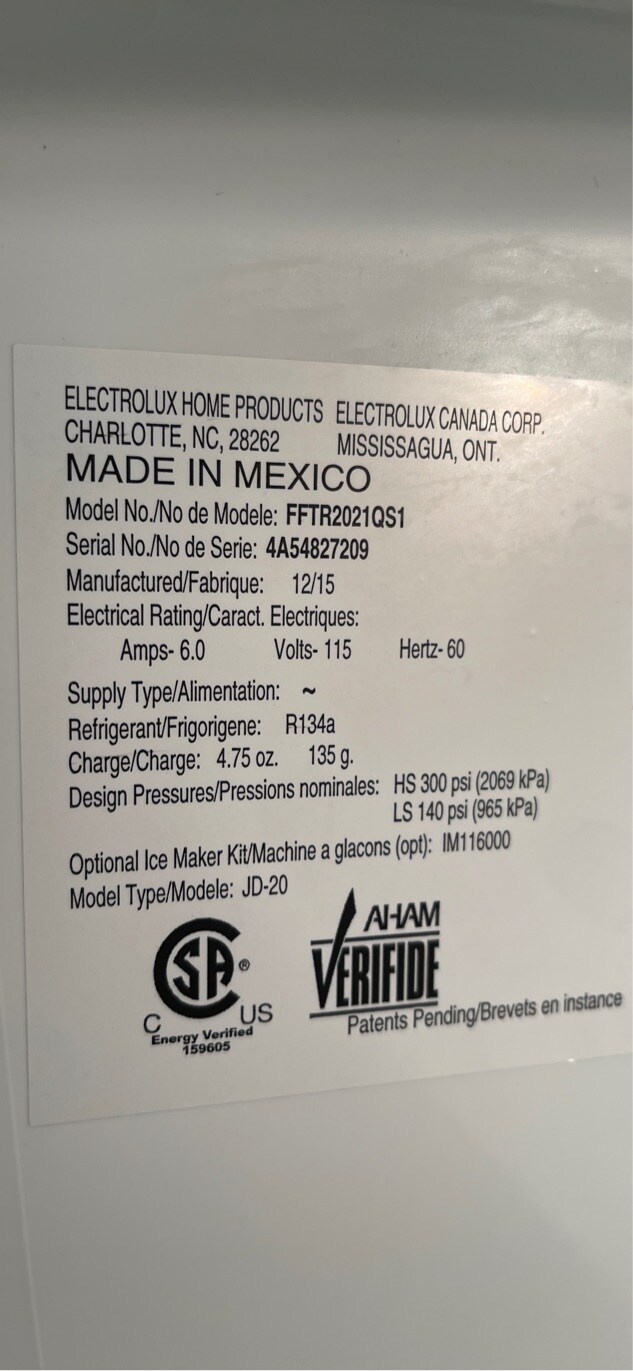 ELECTROLUX HOME PRODUCTS ELECTROLUX CANADA CORP.
CHARLOTTE, NC, 28262 MISSISSAGUA, ONT.
MADE IN MEXICO
Model No./No de Modele: FFTR2021QS1
Serial No./No de Serie: 4A54827209
Manufactured/Fabrique: 12/15
Electrical Rating/Caract. Electriques:
Amps- 6.0 Volts- 115 Hertz- 60
Supply Type/Alimentation: ~
Refrigerant/Frigorigene: R134a
Charge/Charge: 4.75 oz. 135 g.
Design Pressures/Pressions nominales: HS 300 psi (2069 kPa)
LS 140 psi (965 kPa)
Optional Ice Maker Kit/Machine a glacons (opt): IM116000
Model Type/Modele: JD-20
SA®
C US
Energy Verified
159605
AHAM
VERIFIDE
Patents Pending/Brevets en instance